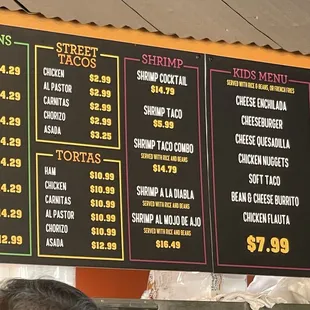 NS
4.29
4.29
.29
.29
.29
4.29
14.29
14.29
12.99
STREET
TACOS
CHICKEN $2.99
AL PASTOR $2.99
CARNITAS $2.99
CHORIZO $2.99
ASADA $3.25
TORTAS
HAM $10.99
CHICKEN $10.99
CARNITAS $10.99
AL PASTOR $10.99
CHORIZO $10.99
ASADA $12.99
SHRIMP
SHRIMP COCKTAIL
$14.79
SHRIMP TACO
$5.99
SHRIMP TACO COMBO
SERVED WITH RICE AND BEANS
$14.79
SHRIMP A LA DIABLA
SERVED WITH RICE AND BEANS
SHRIMP AL MOJO DE AJO
SERVED WITH RICE AND BEANS
$16.49
KIDS MENU
SERVED WITH RICE & BEANS, OR FRENCH FRIES
CHEESE ENCHILADA
CHEESEBURGER
CHEESE QUESADILLA
CHICKEN NUGGETS
SOFT TACO
BEAN & CHEESE BURRITO
CHICKEN FLAUTA
$7.99